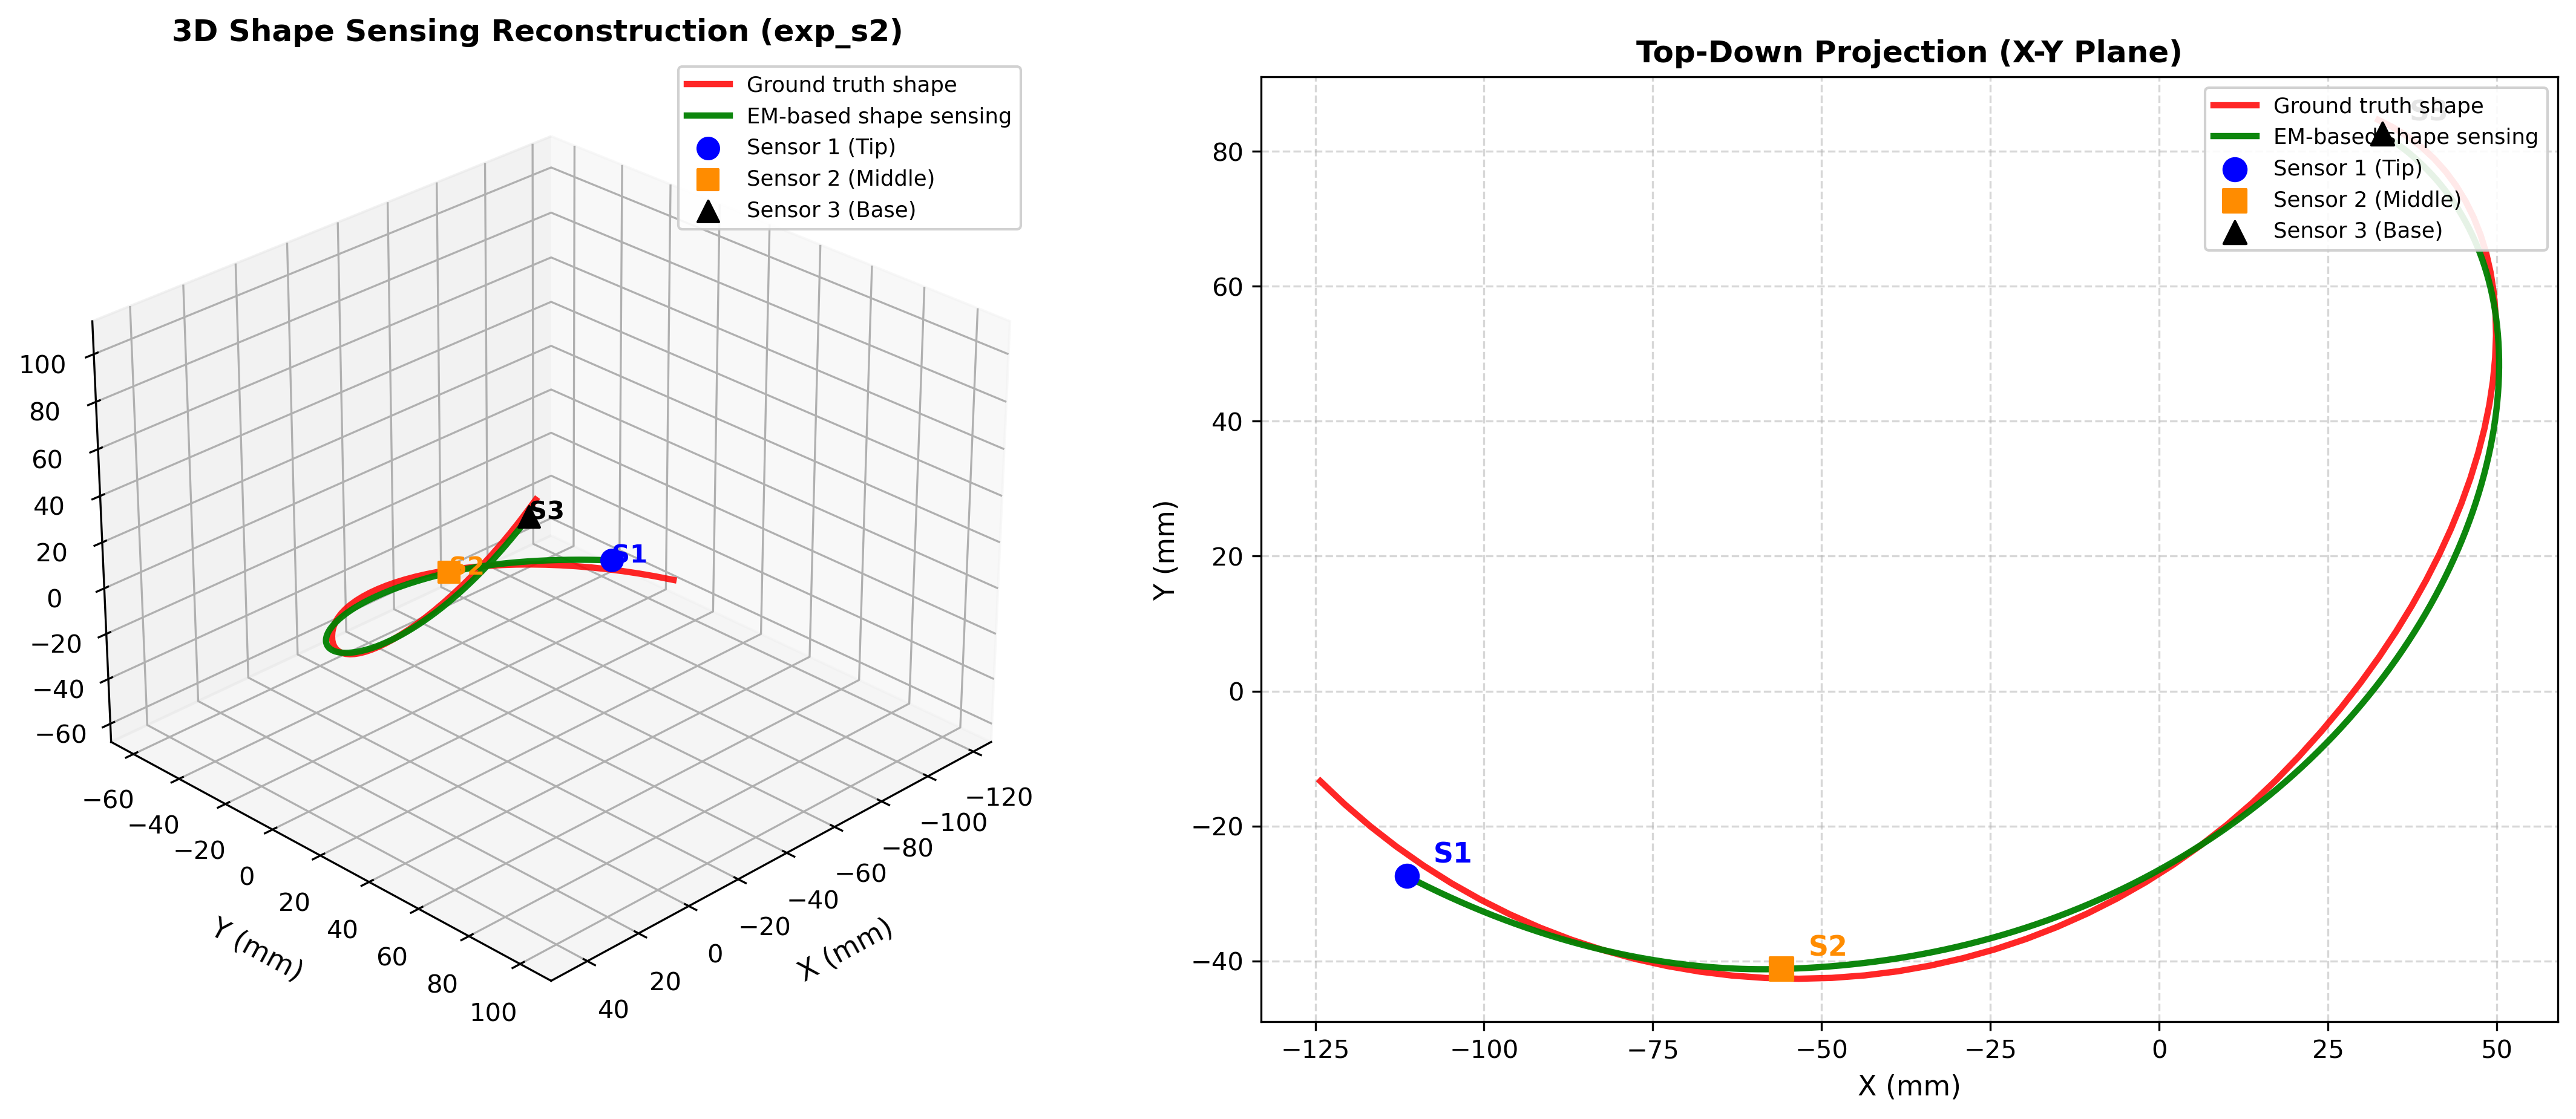 3D Shape Sensing Reconstruction (exp_s2)
Ground truth shape
EM-based shape sensing
Sensor 1 (Tip)
Sensor 2 (Middle)
Sensor 3 (Base)
100
80
60
40
20
0
−20
−40
−60
S3
S2
S1
−60
−40
−20
0
20
40
60
80
100
Y (mm)
−120
−100
−80
−60
−40
−20
0
20
40
X (mm)
Top-Down Projection (X-Y Plane)
Ground truth shape
EM-based shape sensing
Sensor 1 (Tip)
Sensor 2 (Middle)
Sensor 3 (Base)
S3
80
60
40
20
0
−20
−40
Y (mm)
S1
S2
−125
−100
−75
−50
−25
0
25
50
X (mm)